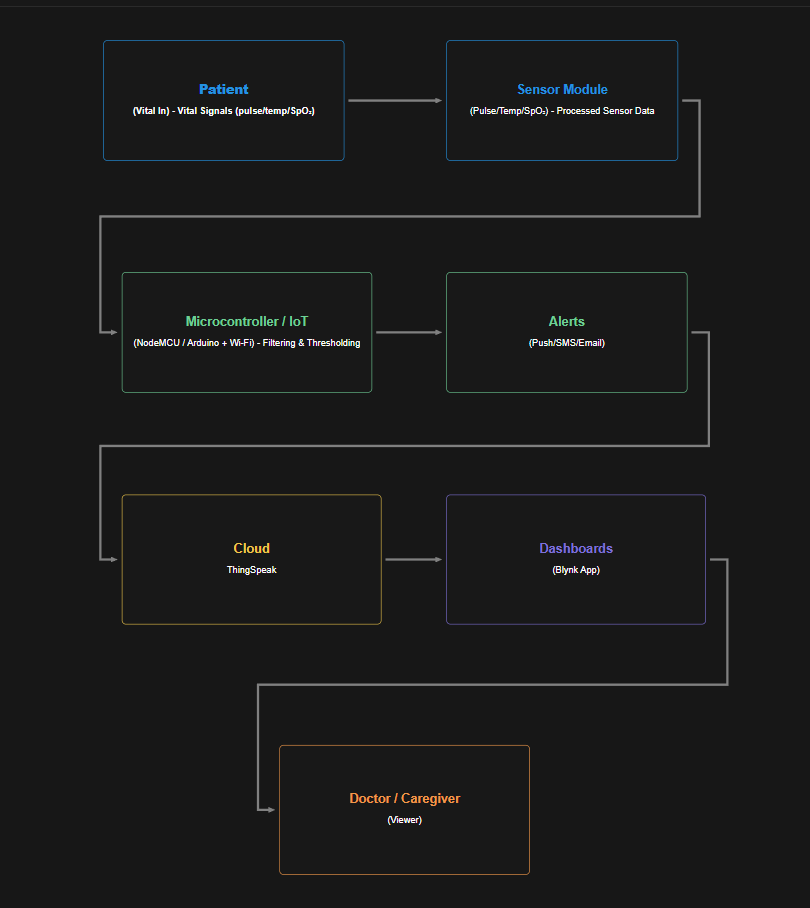 Patient
(Vital In) - Vital Signals (pulse/temp/SpO₂)
Sensor Module
(Pulse/Temp/SpO₂) - Processed Sensor Data
Microcontroller / IoT
(NodeMCU / Arduino + Wi-Fi) - Filtering & Thresholding
Alerts
(Push/SMS/Email)
Cloud
ThingSpeak
Dashboards
(Blynk App)
Doctor / Caregiver
(Viewer)